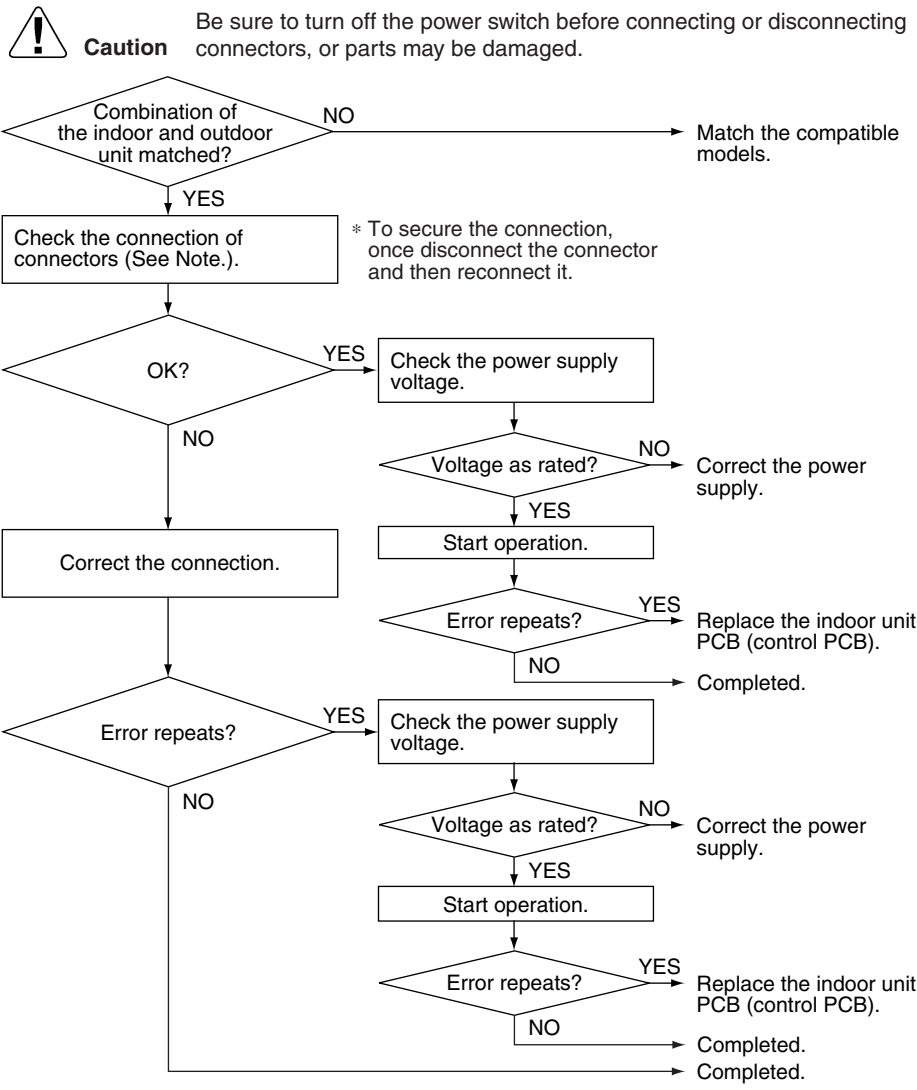 Be sure to turn off the power switch before connecting or disconnecting
Caution connectors, or parts may be damaged.
Combination of
the indoor and outdoor
unit matched?
NO
Match the compatible
models.
YES
Check the connection of
connectors (See Note.).
* To secure the connection,
once disconnect the connector
and then reconnect it.
OK?
YES
Check the power supply
voltage.
NO
Voltage as rated?
NO
Correct the power
supply.
YES
Start operation.
Correct the connection.
Error repeats?
YES
Replace the indoor unit
PCB (control PCB).
NO
Completed.
Error repeats?
YES
Check the power supply
voltage.
NO
Voltage as rated?
NO
Correct the power
supply.
YES
Start operation.
Error repeats?
YES
Replace the indoor unit
PCB (control PCB).
NO
Completed.
Completed.